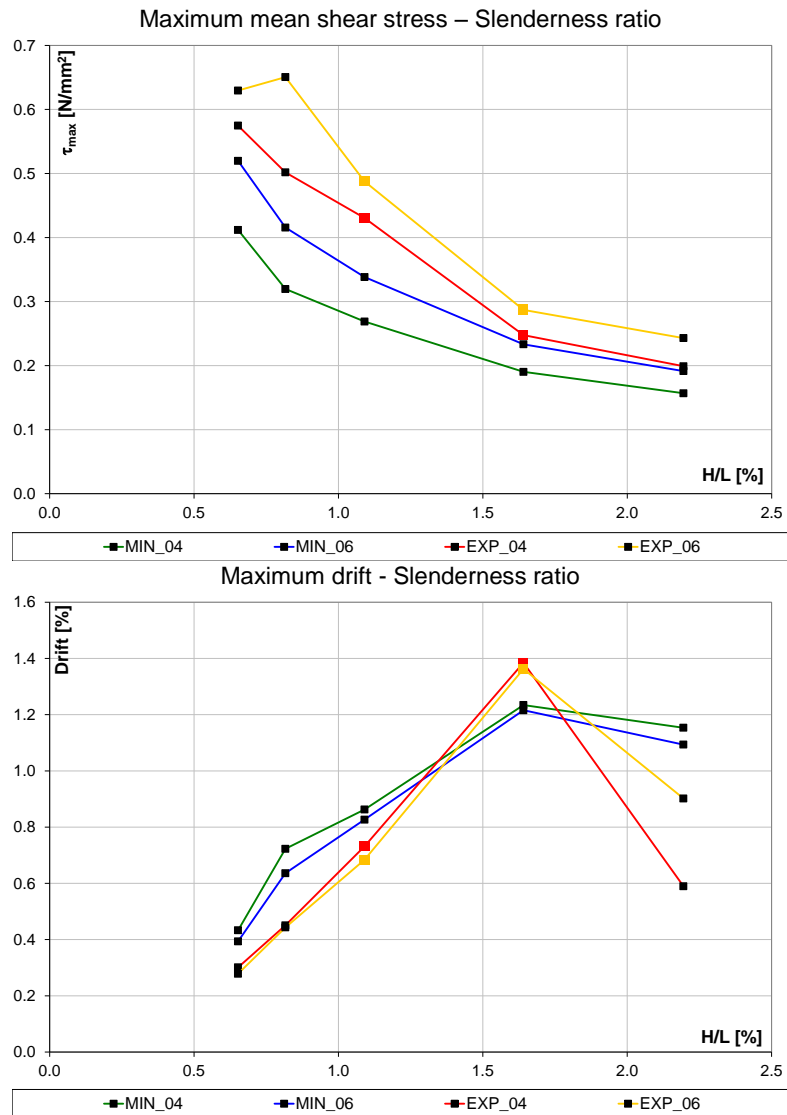 Maximum mean shear stress – Slenderness ratio
0.7
0.6
0.5
0.4
0.3
0.2
0.1
0.0
τmax [N/mm²]
H/L [%]
0.0 0.5 1.0 1.5 2.0 2.5
MIN_04 MIN_06 EXP_04 EXP_06
Maximum drift - Slenderness ratio
1.6
1.4
1.2
1.0
0.8
0.6
0.4
0.2
0.0
Drift [%]
H/L [%]
0.0 0.5 1.0 1.5 2.0 2.5
MIN_04 MIN_06 EXP_04 EXP_06